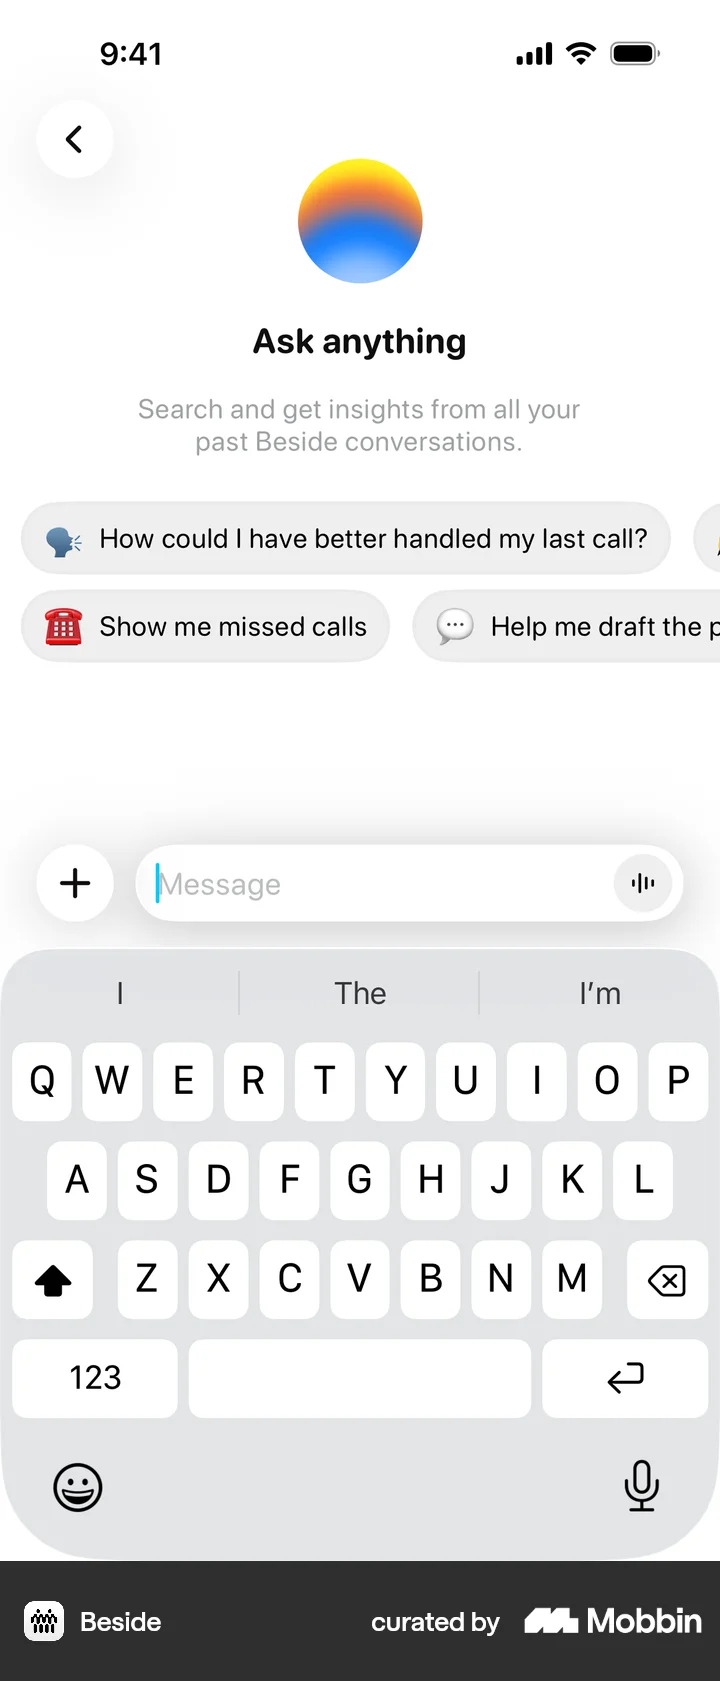 9:41
Ask anything
Search and get insights from all your
past Beside conversations.
How could I have better handled my last call?
Show me missed calls
Help me draft the p
Message
I
The
I’m
Q W E R T Y U I O P
A S D F G H J K L
Z X C V B N M
123
Beside
curated by Mobbin